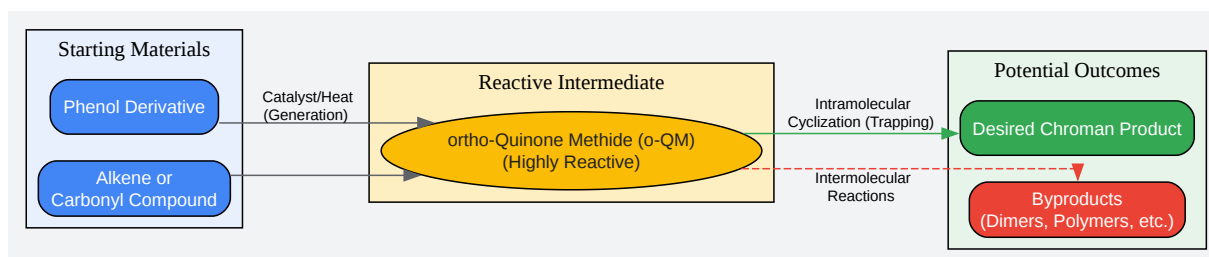 Starting Materials
Phenol Derivative
Alkene or
Carbonyl Compound
Catalyst/Heat
(Generation)
Reactive Intermediate
ortho-Quinone Methide (o-QM)
(Highly Reactive)
Intramolecular
Cyclization (Trapping)
Intermolecular
Reactions
Potential Outcomes
Desired Chroman Product
Byproducts
(Dimers, Polymers, etc.)